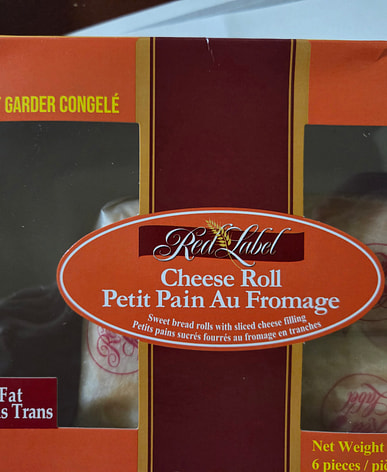 GARDER CONGELÉ
Red Label
Cheese Roll
Petit Pain Au Fromage
Sweet bread rolls with sliced cheese filling
Petits pains sucrés fourrés au fromage en tranches
Fat
Trans
Net Weight
6 pieces /
Label